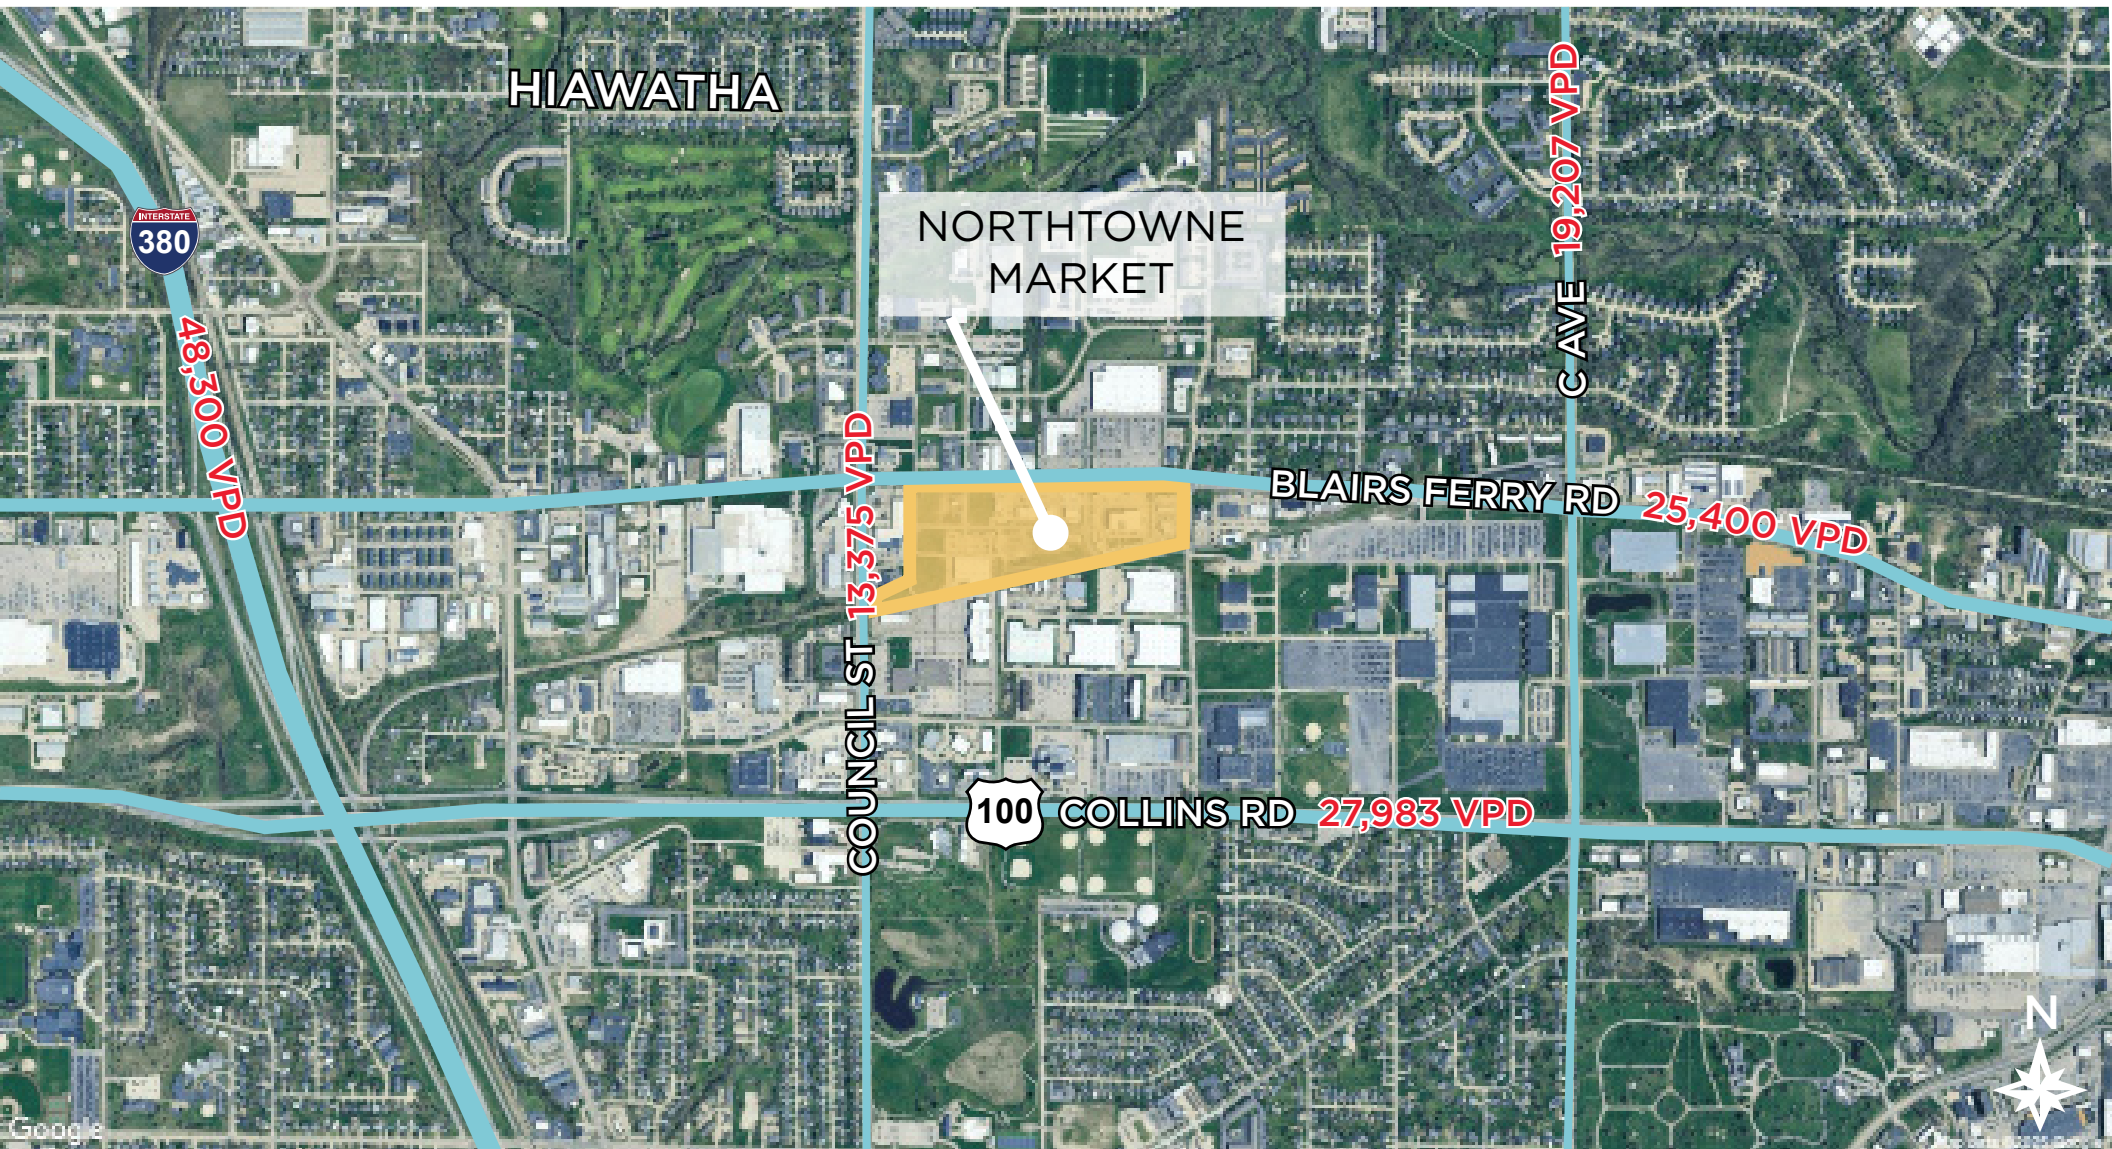 HIAWATHA
INTERSTATE
380
48,300 VPD
NORTHTOWNE
MARKET
C AVE 19,207 VPD
BLAIRS FERRY RD 25,400 VPD
COUNCIL ST 13,375 VPD
100 COLLINS RD 27,983 VPD
N
Google